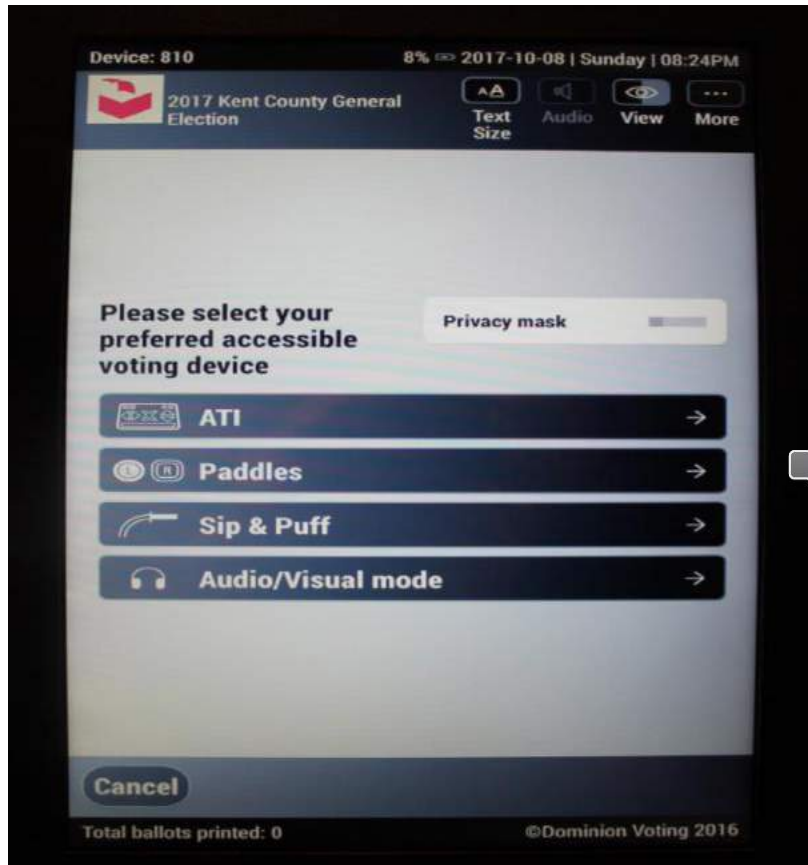 Device: 810 8% 2017-10-08 | Sunday | 08:24PM
2017 Kent County General
Election
AA
Text
Size
Audio
View
More
Please select your
preferred accessible
voting device
Privacy mask
ATI
L R Paddles
Sip & Puff
Audio/Visual mode
Cancel
Total ballots printed: 0 ©Dominion Voting 2016